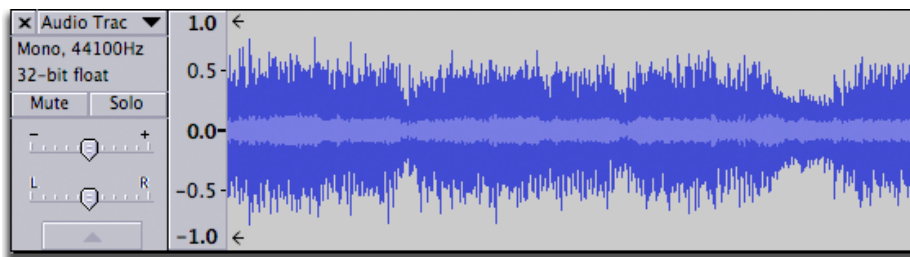 × Audio Trac ▼
Mono, 44100Hz
32-bit float
Mute Solo
- +
L R
1.0
0.5-
0.0-
-0.5-
-1.0